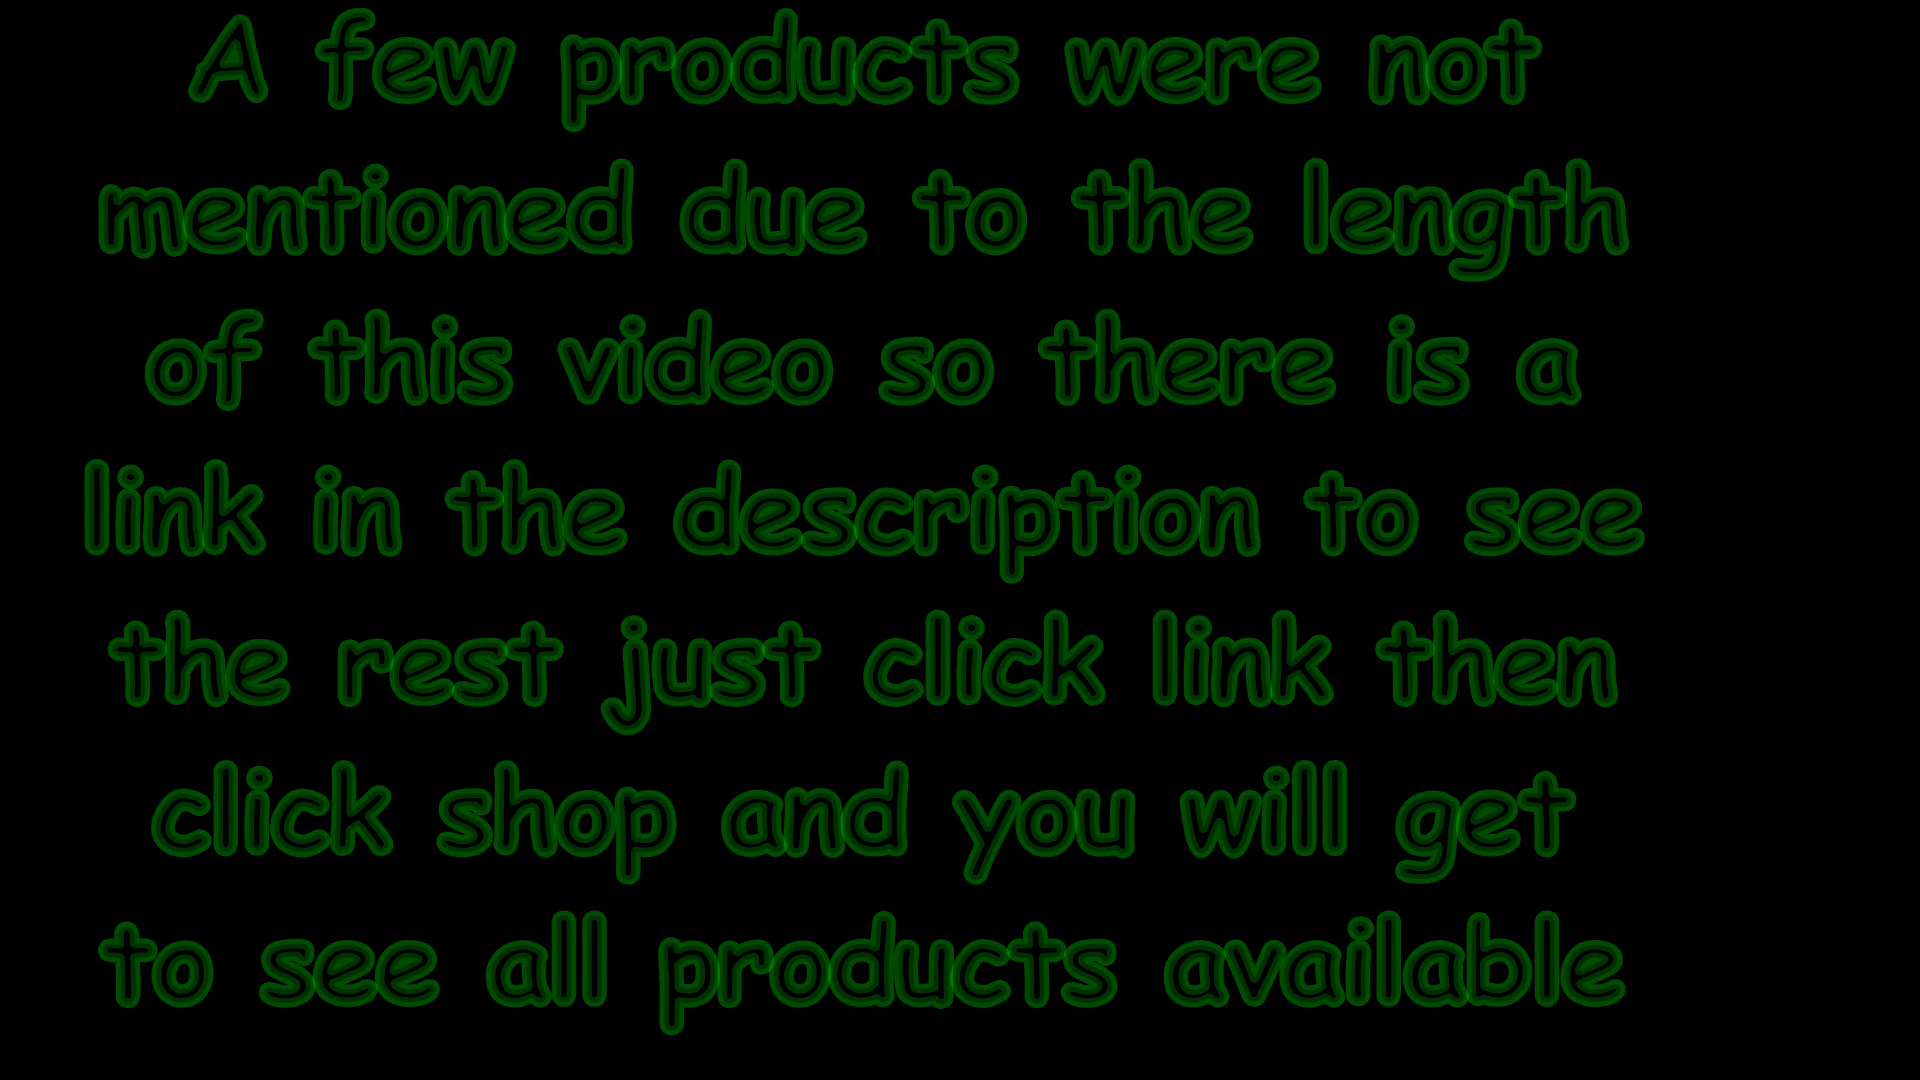 A few products were not
mentioned due to the length
of this video so there is a
link in the description to see
the rest just click link then
click shop and you will get
to see all products available